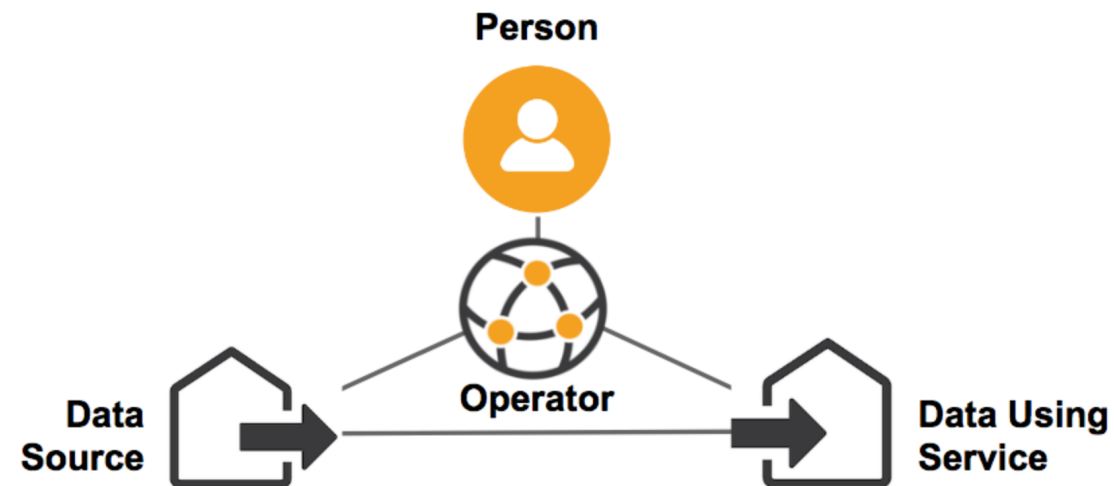 Person
Operator
Data
Source
Data Using
Service